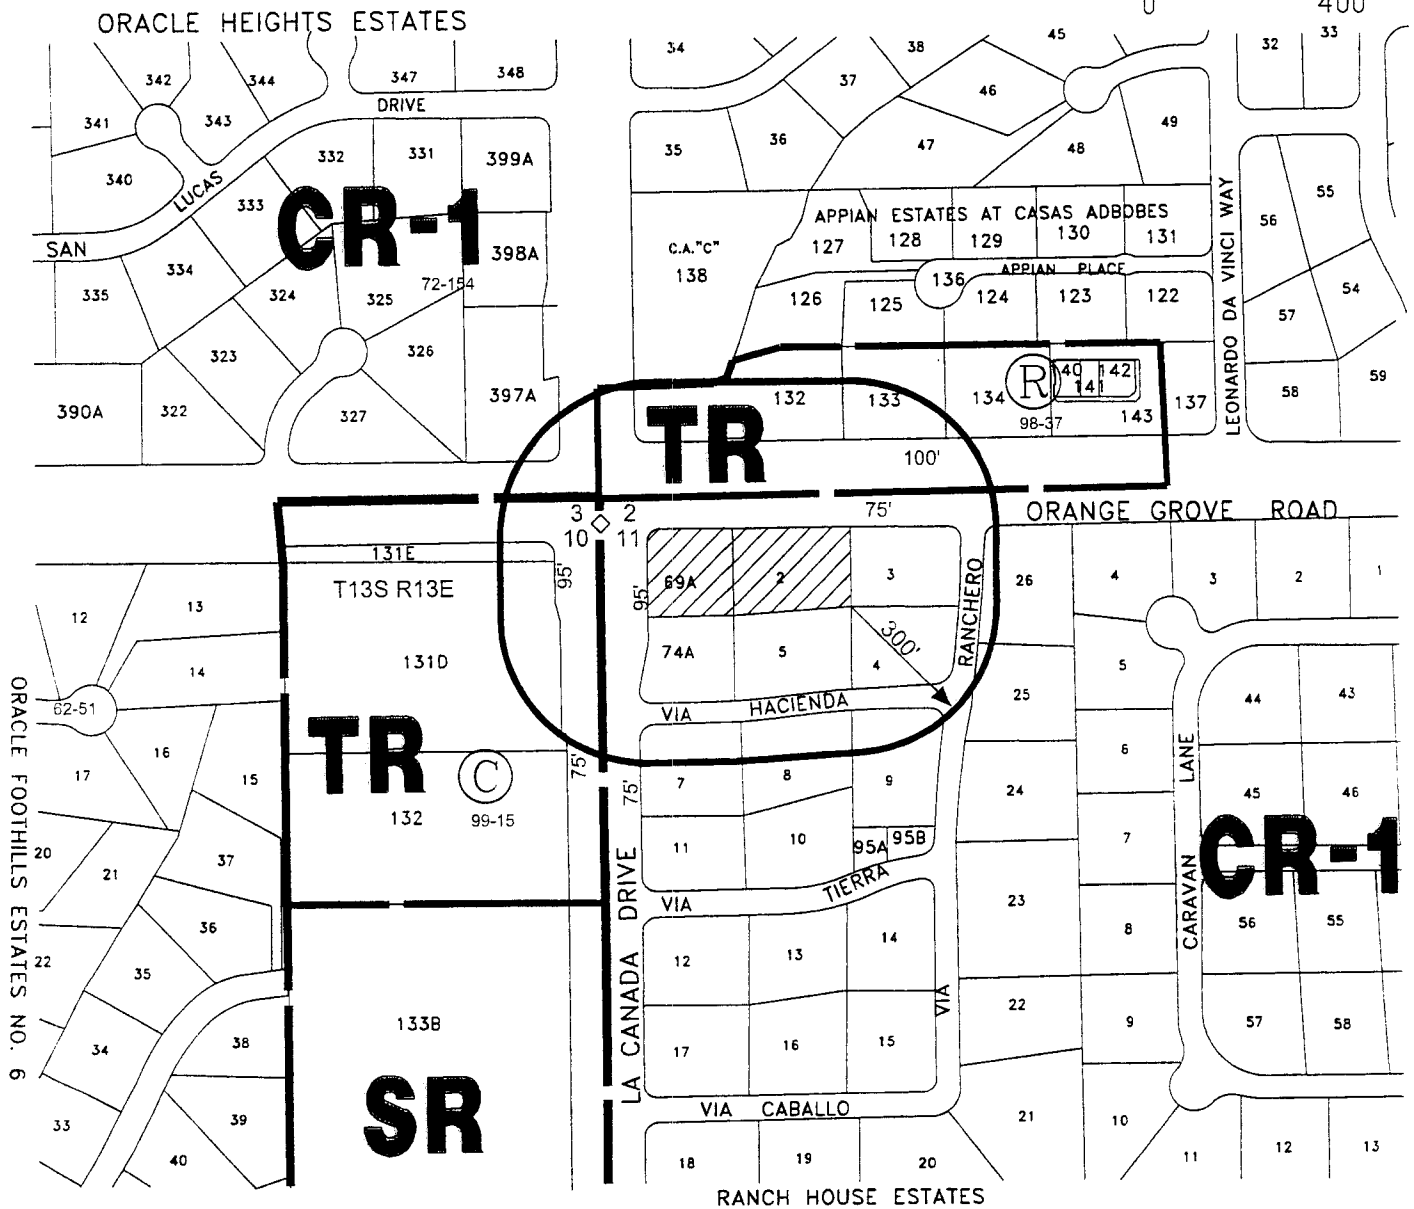 0 400
ORACLE HEIGHTS ESTATES
342 344 347 348 34 38 45 32 33
341 343 DRIVE 37 46
340 332 331 399A 35 36 47 48 49
SAN LUCAS 333
CR-1
334 398A
335 324 325 72-154
323 326
390A 322 327 397A
C.A."C"
138
APPIAN ESTATES AT CASAS ADBOBES
127 128 129 130 131
136 APPIAN PLACE
126 125 124 123 122
LEONARDO DA VINCI WAY
55
56
54
57
58 59
TR
132 133 134 R 140 142
141
98-37 143 137
100'
75'
ORANGE GROVE ROAD
3 2
10 11
131E
T13S R13E
95' 95'
69A 2 3
74A 5 4
300'
RANCHERO
26 4 3 2 1
12 13
14
131D
62-51
ORACLE FOOTHILLS ESTATES NO. 6
VIA HACIENDA
25 5 44 43
16
17 15
TR
C
132 99-15
75' 75'
7 8 9
24 6 45 46
11 10 95A 95B
7
CR-1
VIA TIERRA
LA CANADA DRIVE
CARAVAN LANE
20 21 37
36
22 35
34 38
33 39
40
23 8 56 55
12 13 14
VIA
22 9 57 58
17 16 15
133B
SR
VIA CABALLO
21 10
11 12 13
18 19 20
RANCH HOUSE ESTATES